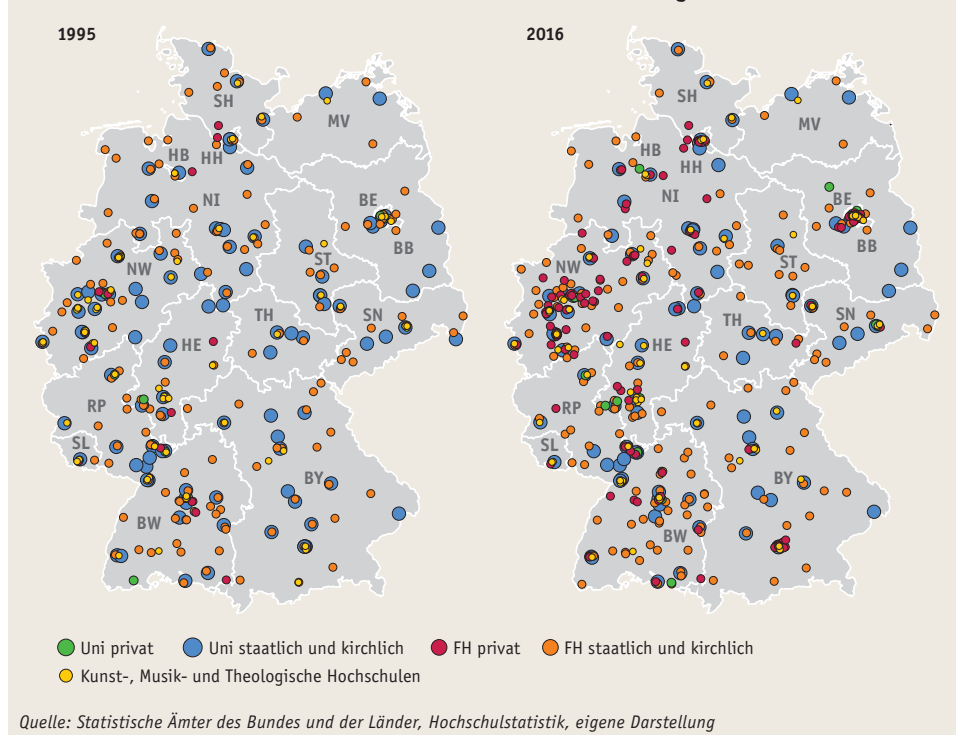 1995
2016
SH
MV
HB
HH
NI
BE
BB
NW
ST
TH
SN
HE
RP
SL
BY
BW
SH
MV
HB
HH
NI
BE
BB
NW
ST
TH
SN
HE
RP
SL
BY
BW
Uni privat
Uni staatlich und kirchlich
FH privat
FH staatlich und kirchlich
Kunst-, Musik- und Theologische Hochschulen
Quelle: Statistische Ämter des Bundes und der Länder, Hochschulstatistik, eigene Darstellung